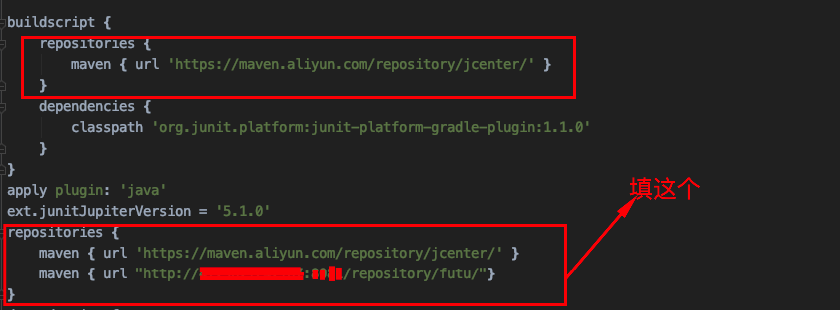 buildscript {
repositories {
maven { url 'https://maven.aliyun.com/repository/jcenter/' }
}
dependencies {
classpath 'org.junit.platform:junit-platform-gradle-plugin:1.1.0'
}
}
填这个
apply plugin: 'java'
ext.junitJupiterVersion = '5.1.0'
repositories {
maven { url 'https://maven.aliyun.com/repository/jcenter/' }
maven { url "http:// /repository/futu/"}
}